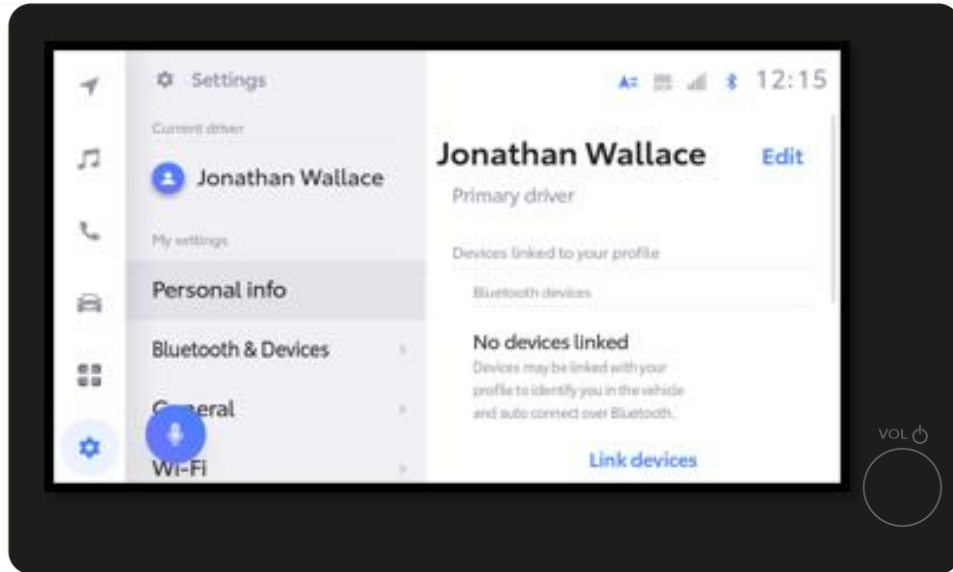 Settings
12:15
Current driver
Jonathan Wallace
My settings
Personal info
Bluetooth & Devices
General
Wi-Fi
Jonathan Wallace
Edit
Primary driver
Devices linked to your profile
Bluetooth devices
No devices linked
Devices may be linked with your
profile to identify you in the vehicle
and auto connect over Bluetooth.
Link devices
VOL